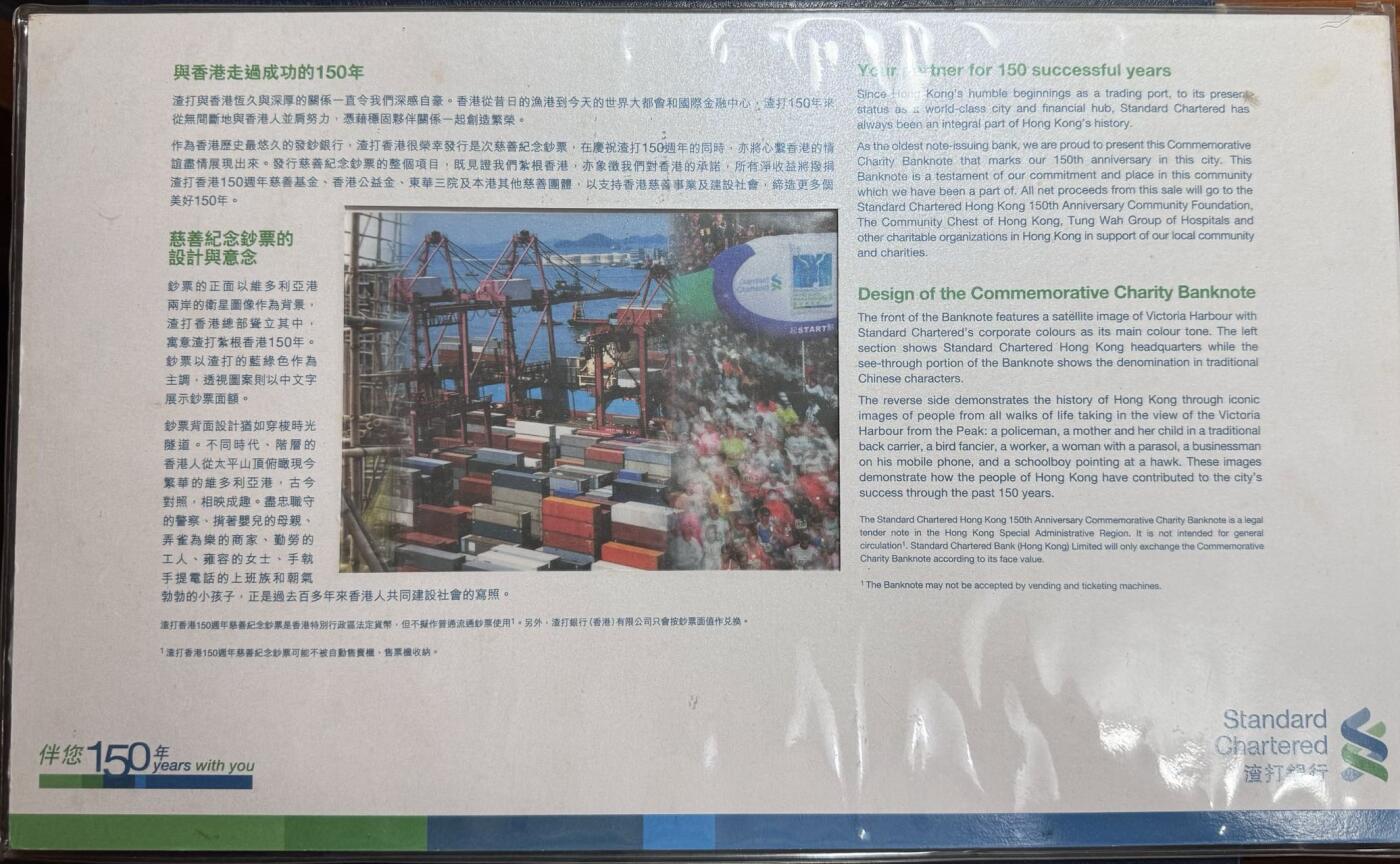 與香港走過成功的150年
渣打與香港恆久與深厚的關係一直令我們深感自豪。香港從昔日的漁港到今天的世界大都會和國際金融中心，渣打150年來
從無間斷地與香港人並肩努力，憑藉穩固夥伴關係一起創造繁榮。
作為香港歷史最悠久的發鈔銀行，渣打香港很榮幸發行是次慈善紀念鈔票，在慶祝渣打150週年的同時，亦將心繫香港的情
誼盡情展現出來。發行慈善紀念鈔票的整個項目，既見證我們紮根香港，亦象徵我們對香港的承諾，所有淨收益將撥捐
渣打香港150週年慈善基金、香港公益金、東華三院及本港其他慈善團體，以支持香港慈善事業及建設社會，締造更多個
美好150年。
慈善紀念鈔票的
設計與意念
鈔票的正面以維多利亞港
兩岸的衛星圖像作為背景，
渣打香港總部聳立其中，
寓意渣打紮根香港150年。
鈔票以渣打的藍綠色作為
主調，透視圖案則以中文字
展示鈔票面額。
鈔票背面設計猶如穿梭時光
隧道。不同時代、階層的
香港人從太平山頂俯瞰現今
繁華的維多利亞港，古今
對照，相映成趣。盡忠職守
的警察、揹著嬰兒的母親、
弄雀為樂的商家、勤勞的
工人、雍容的女士、手執
手提電話的上班族和朝氣
勃勃的小孩子，正是過去百多年來香港人共同建設社會的寫照。
渣打香港150週年慈善紀念鈔票是香港特別行政區法定貨幣，但不擬作普通流通鈔票使用¹。另外，渣打銀行(香港)有限公司只會按鈔票面值作兌換。
¹ 渣打香港150週年慈善紀念鈔票可能不被自動售賣機、售票機收納。
Standard
Chartered
起START點
Your partner for 150 successful years
Since Hong Kong's humble beginnings as a trading port, to its present
status as a world-class city and financial hub, Standard Chartered has
always been an integral part of Hong Kong's history.
As the oldest note-issuing bank, we are proud to present this Commemorative
Charity Banknote that marks our 150th anniversary in this city. This
Banknote is a testament of our commitment and place in this community
which we have been a part of. All net proceeds from this sale will go to the
Standard Chartered Hong Kong 150th Anniversary Community Foundation,
The Community Chest of Hong Kong, Tung Wah Group of Hospitals and
other charitable organizations in Hong Kong in support of our local community
and charities.
Design of the Commemorative Charity Banknote
The front of the Banknote features a satellite image of Victoria Harbour with
Standard Chartered's corporate colours as its main colour tone. The left
section shows Standard Chartered Hong Kong headquarters while the
see-through portion of the Banknote shows the denomination in traditional
Chinese characters.
The reverse side demonstrates the history of Hong Kong through iconic
images of people from all walks of life taking in the view of the Victoria
Harbour from the Peak: a policeman, a mother and her child in a traditional
back carrier, a bird fancier, a worker, a woman with a parasol, a businessman
on his mobile phone, and a schoolboy pointing at a hawk. These images
demonstrate how the people of Hong Kong have contributed to the city's
success through the past 150 years.
The Standard Chartered Hong Kong 150th Anniversary Commemorative Charity Banknote is a legal
tender note in the Hong Kong Special Administrative Region. It is not intended for general
circulation¹. Standard Chartered Bank (Hong Kong) Limited will only exchange the Commemorative
Charity Banknote according to its face value.
¹ The Banknote may not be accepted by vending and ticketing machines.
伴您150年
years with you
Standard
Chartered
渣打銀行